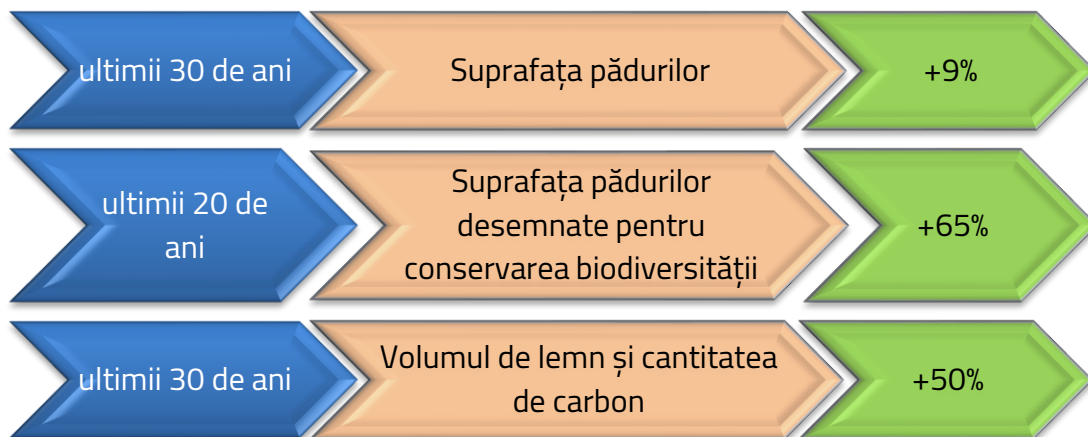 ultimii 30 de ani
Suprafața pădurilor
+9%
ultimii 20 de
ani
Suprafața pădurilor
desemnate pentru
conservarea biodiversității
+65%
ultimii 30 de ani
Volumul de lemn și cantitatea
de carbon
+50%